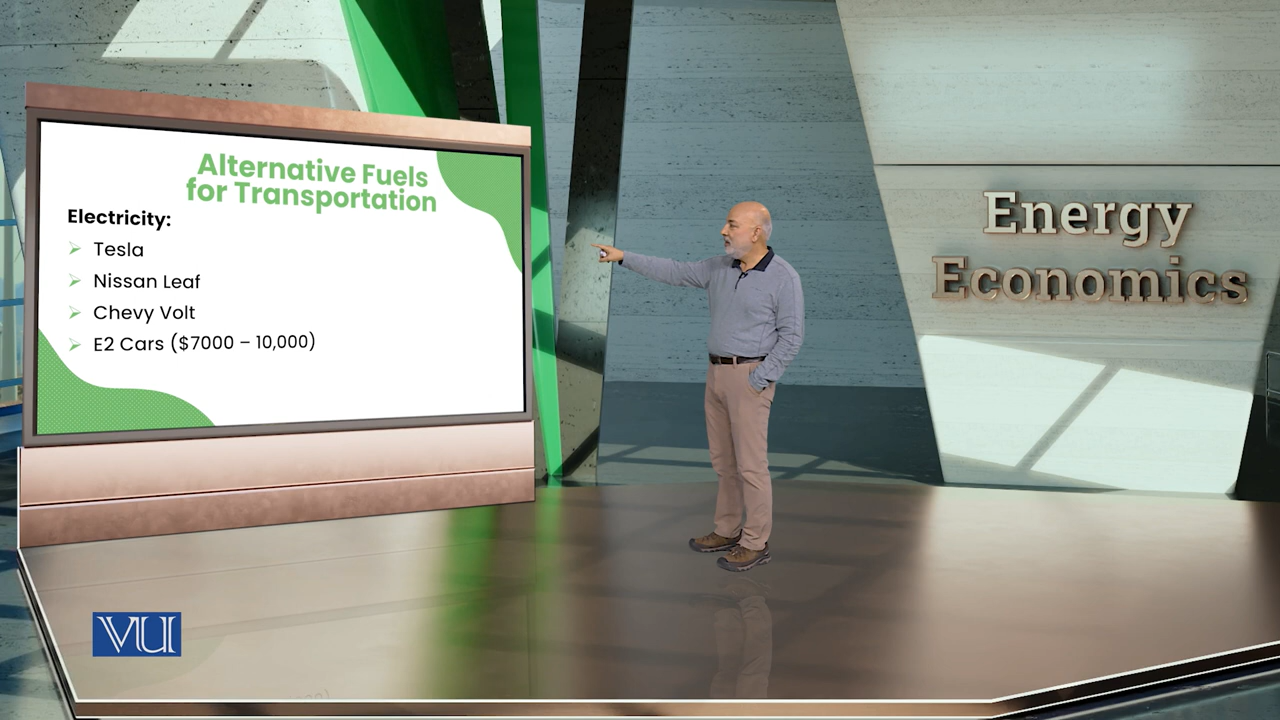 Alternative Fuels
for Transportation
Electricity:
Tesla
Nissan Leaf
Chevy Volt
E2 Cars ($7000 – 10,000)
Energy
Economics
VU